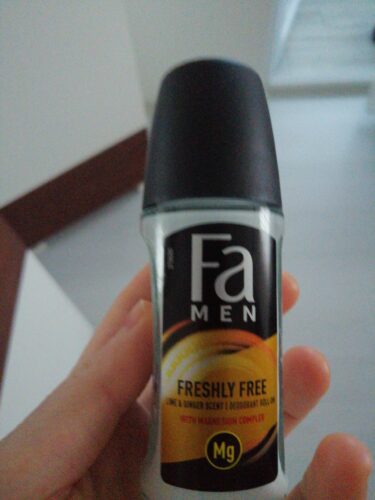 Fa
MEN
FRESHLY FREE
LIME & GINGER SCENT | DEODORANT ROLL-ON
WITH MAGNESIUM COMPLEX
Mg